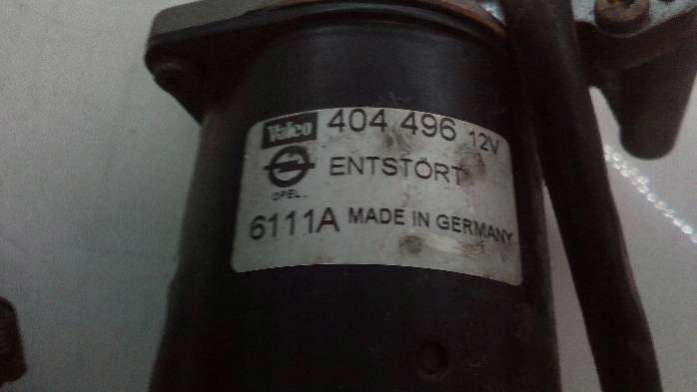 Valeo 404 496 12V
ENTSTÖRT
OPEL
6111A MADE IN GERMANY